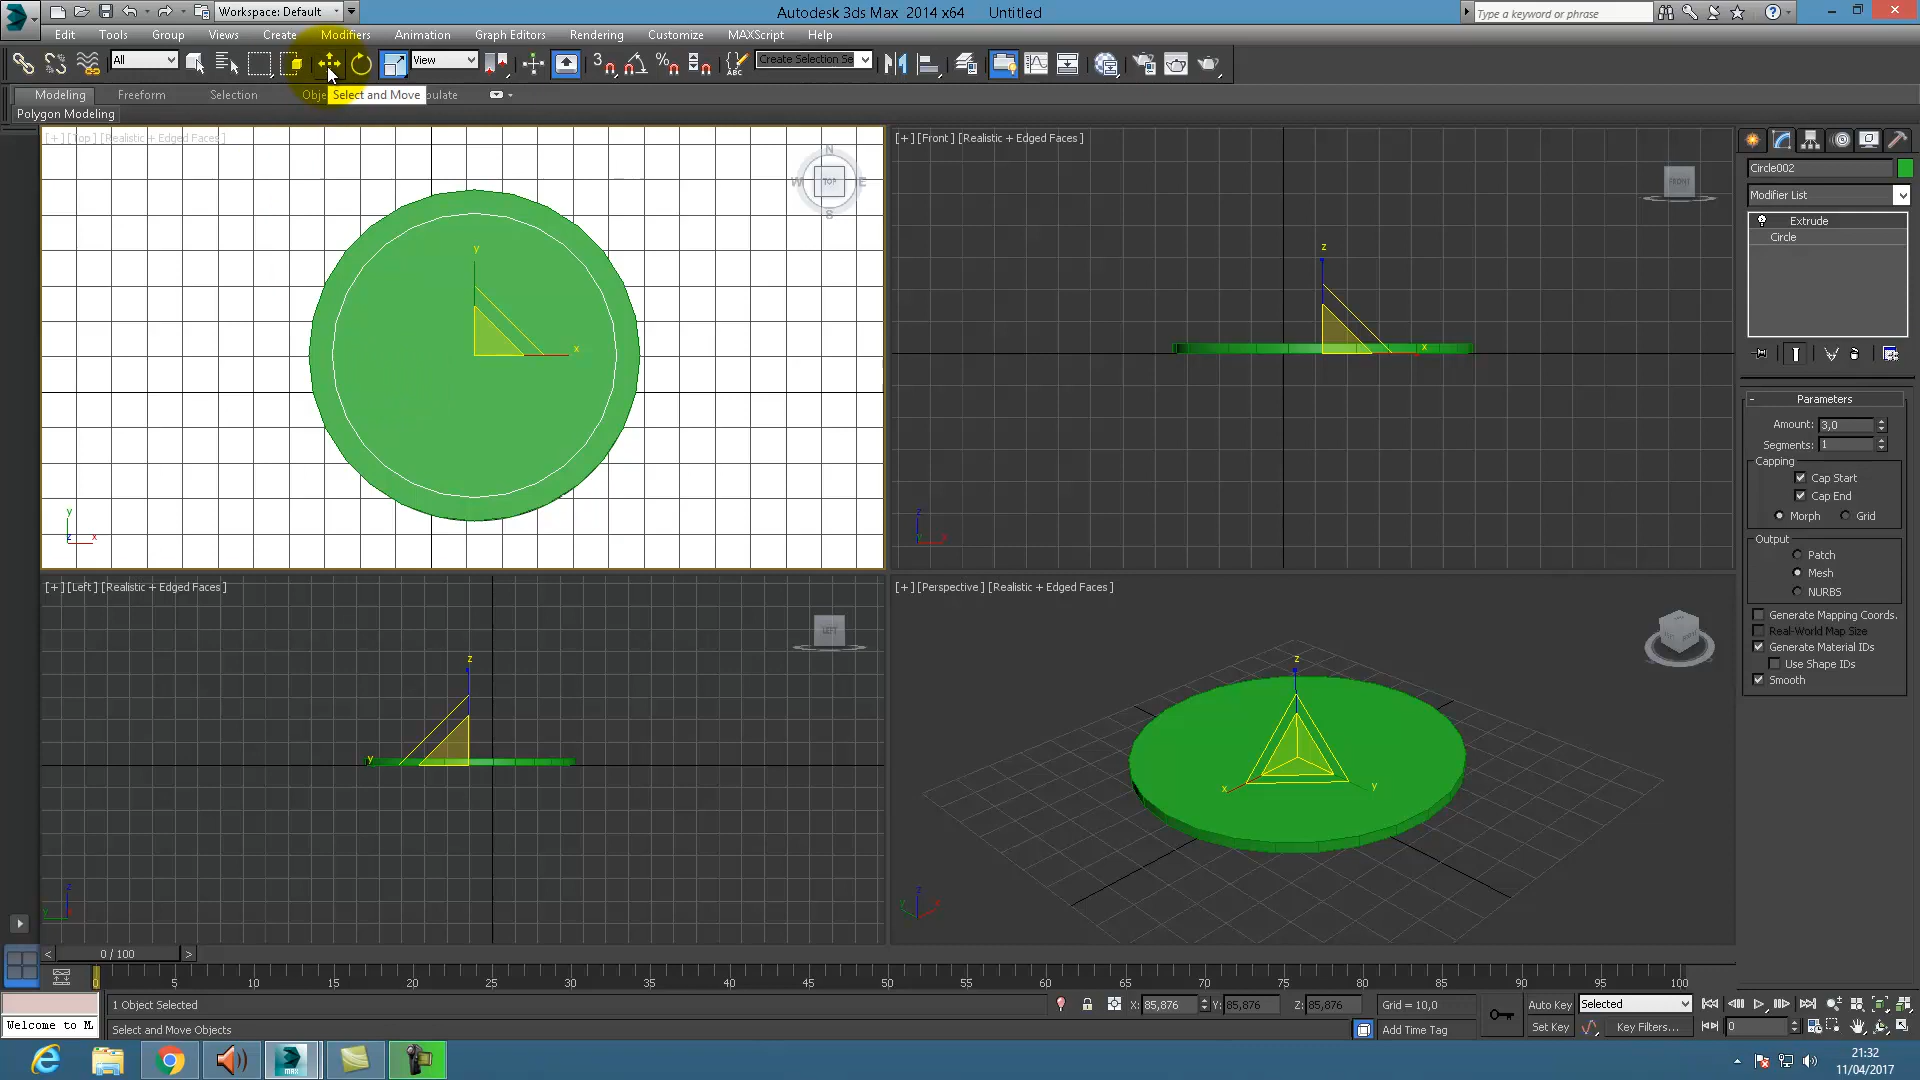 Workspace: Default
Autodesk 3ds Max 2014 x64 Untitled
Type a keyword or phrase
Edit Tools Group Views Create Modifiers Animation Graph Editors Rendering Customize MAXScript Help
All
View
Create Selection Se
Modeling Freeform Selection Obje Select and Move pulate
Polygon Modeling
[+] [Top] [Realistic + Edged Faces]
[+] [Front] [Realistic + Edged Faces]
N
W TOP E
S
FRONT
y
x
z
x
y
x
[+] [Left] [Realistic + Edged Faces]
[+] [Perspective] [Realistic + Edged Faces]
LEFT
z
y
z
x
y
Circle002
Modifier List
Extrude
Circle
Parameters
Amount: 3,0
Segments: 1
Capping
Cap Start
Cap End
Morph Grid
Output
Patch
Mesh
NURBS
Generate Mapping Coords.
Real-World Map Size
Generate Material IDs
Use Shape IDs
Smooth
< 0 / 100 >
0 5 10 15 20 25 30 35 40 45 50 55 60 65 70 75 80 85 90 95 100
1 Object Selected
X: 85,876 Y: 85,876 Z: 85,876 Grid = 10,0
Auto Key Selected
Welcome to M
Select and Move Objects
Add Time Tag
Set Key Key Filters... 0
21:32
11/04/2017